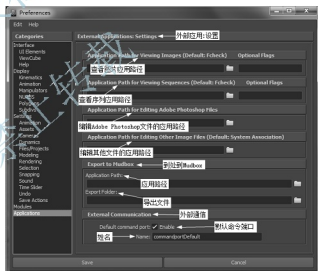 Preferences
Edit Help
Categories
Interface
UI Elements
ViewCube
Help
Display
Kinematics
Animation
Manipulators
NURBS
Polygons
Subdivs
Settings
Animation
Assets
Cameras
Dynamics
Files/Projects
Modeling
Rendering
Selection
Snapping
Sound
Time Slider
Undo
Save Actions
Modules
Applications
External Applications: Settings 外部应用:设置
Application Path for Viewing Images (Default: Fcheck) Optional Flags
查看图片应用路径
Application Path for Viewing Sequences (Default: Fcheck) Optional Flags
查看序列应用路径
Application Path for Editing Adobe Photoshop Files
编辑Adobe Photoshop文件的应用路径
Application Path for Editing Other Image Files (Default: System Association)
编辑其他文件的应用路径
Export to Mudbox 到处到Mudbox
Application Path:
应用路径
Export Folder:
导出文件
External Communication 外部通信
Default command port: Enable 默认命令端口
姓名 Name: commandportDefault
Save Cancel